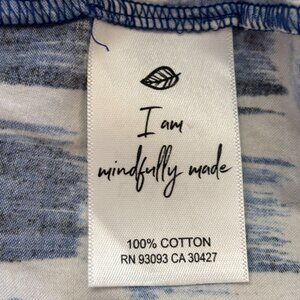 I am
mindfully made
100% COTTON
RN 93093 CA 30427